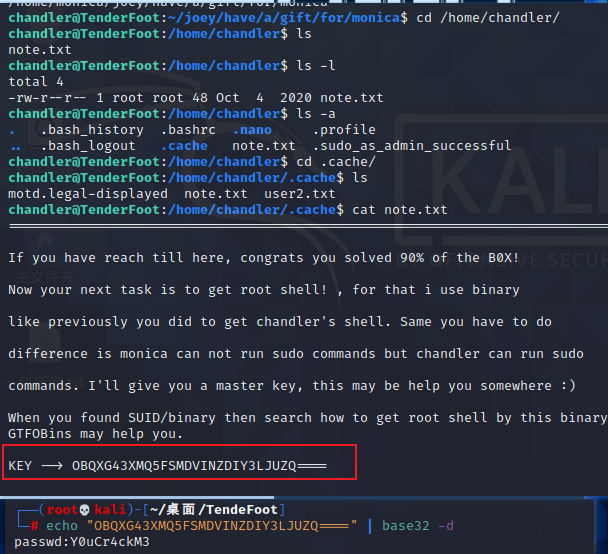 /home/monica/joey/have/a/gift/for/monica
chandler@TenderFoot:~/joey/have/a/gift/for/monica$ cd /home/chandler/
chandler@TenderFoot:/home/chandler$ ls
note.txt
chandler@TenderFoot:/home/chandler$ ls -l
total 4
-rw-r--r-- 1 root root 48 Oct  4  2020 note.txt
chandler@TenderFoot:/home/chandler$ ls -a
.   .bash_history  .bashrc  .nano     .profile
..  .bash_logout   .cache   note.txt  .sudo_as_admin_successful
chandler@TenderFoot:/home/chandler$ cd .cache/
chandler@TenderFoot:/home/chandler/.cache$ ls
motd.legal-displayed  note.txt  user2.txt
chandler@TenderFoot:/home/chandler/.cache$ cat note.txt
KALI
If you have reach till here, congrats you solved 90% of the B0X!
Now your next task is to get root shell! , for that i use binary
主文件夹
like previously you did to get chandler's shell. Same you have to do
difference is monica can not run sudo commands but chandler can run sudo
commands. I'll give you a master key, this may be help you somewhere :)
When you found SUID/binary then search how to get root shell by this binary
GTFOBins may help you.
KEY --> OBQXG43XMQ5FSMDVINZDIY3LJUZQ====
┌──(root💀kali)-[~/桌面/TendeFoot]
└─# echo "OBQXG43XMQ5FSMDVINZDIY3LJUZQ====" | base32 -d
passwd:Y0uCr4ckM3